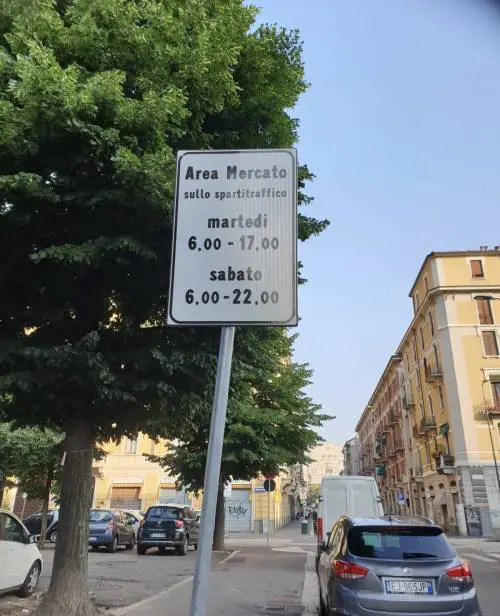 Area Mercato
sullo spartitraffico
martedì
6,00 - 17,00
sabato
6,00 - 22,00